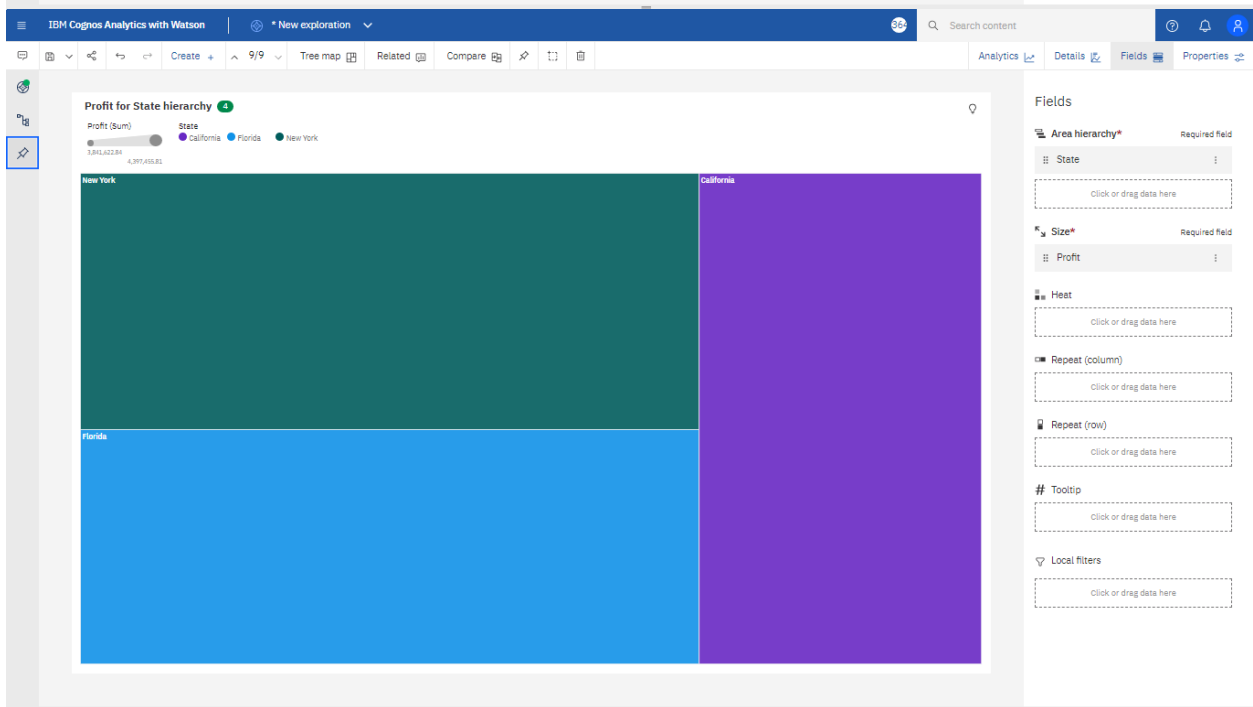 IBM Cognos Analytics with Watson
* New exploration
364
Search content
Create +
9/9
Tree map
Related
Compare
Analytics
Details
Fields
Properties
Profit for State hierarchy 4
Profit (Sum)
3,841,622.84
4,397,455.81
State
California
Florida
New York
New York
California
Florida
Fields
Area hierarchy*
Required field
State
Click or drag data here
Size*
Required field
Profit
Heat
Click or drag data here
Repeat (column)
Click or drag data here
Repeat (row)
Click or drag data here
Tooltip
Click or drag data here
Local filters
Click or drag data here